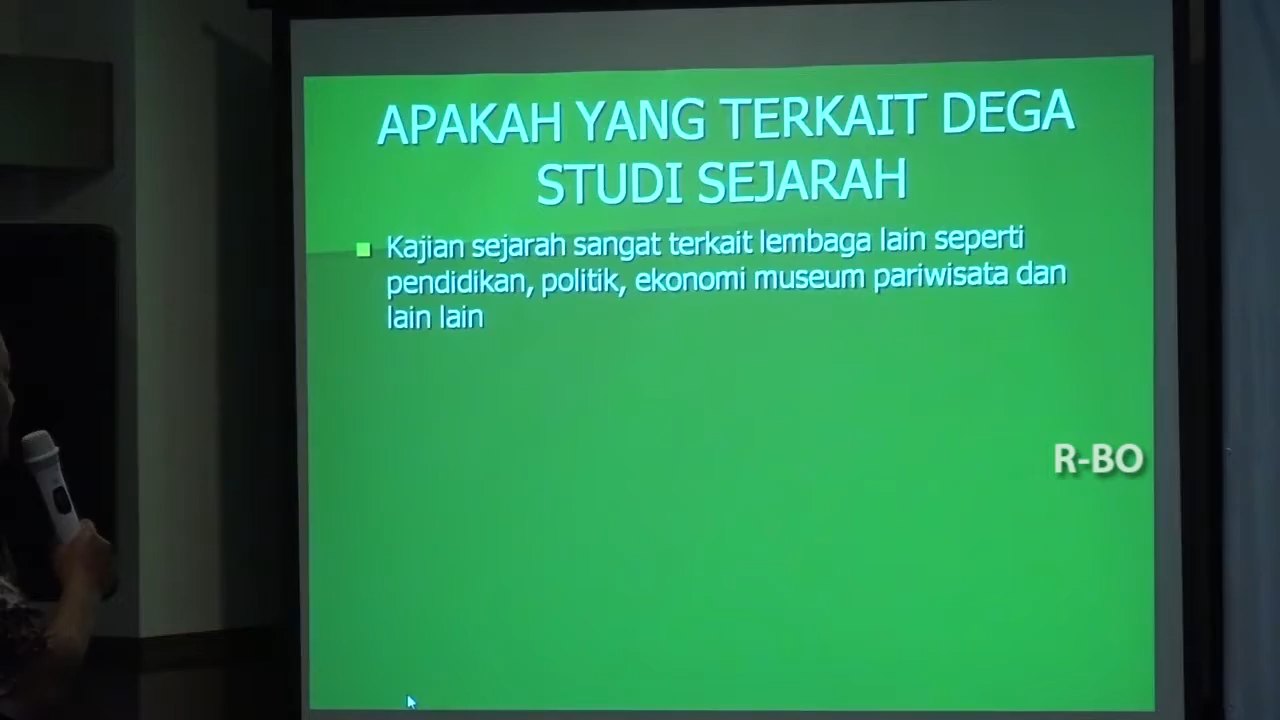 APAKAH YANG TERKAIT DEGA
STUDI SEJARAH
Kajian sejarah sangat terkait lembaga lain seperti
pendidikan, politik, ekonomi museum pariwisata dan
lain lain
R-BO